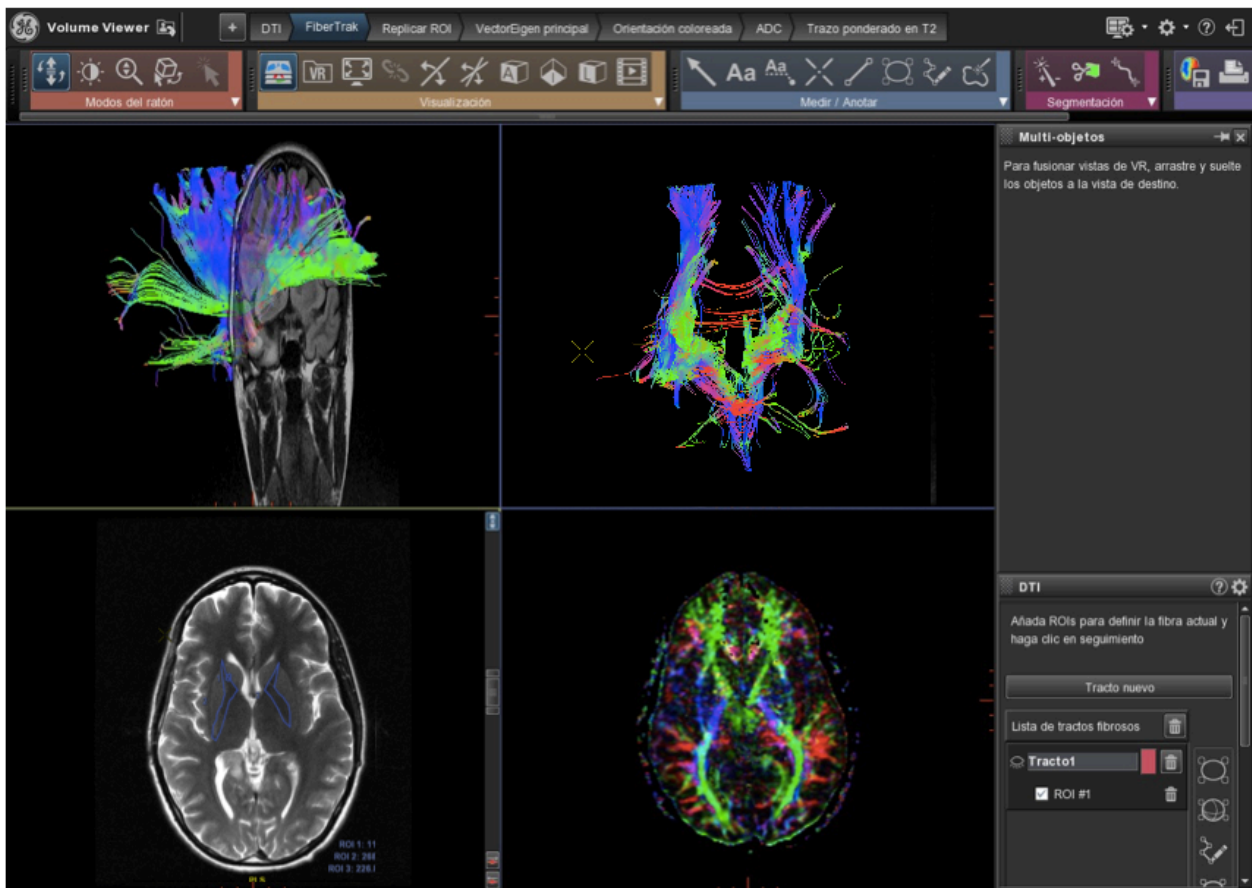 Volume Viewer
+
DTI
FiberTrak
Replicar ROI
VectorEigen principal
Orientación coloreada
ADC
Trazo ponderado en T2
Modos del ratón
Visualización
Medir / Anotar
Segmentación
Multi-objetos
Para fusionar vistas de VR, arrastre y suelte
los objetos a la vista de destino.
ROI 1: 11
ROI 2: 288
ROI 3: 226.
DTI
Añada ROIs para definir la fibra actual y
haga clic en seguimiento
Tracto nuevo
Lista de tractos fibrosos
Tracto1
ROI #1